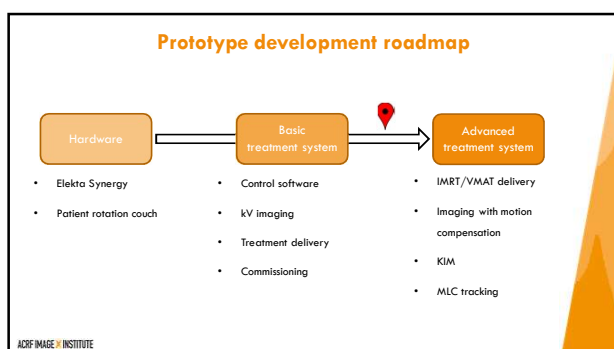 Prototype development roadmap
Hardware
Basic
treatment system
Advanced
treatment system
• Elekta Synergy
• Patient rotation couch
• Control software
• kV imaging
• Treatment delivery
• Commissioning
• IMRT/VMAT delivery
• Imaging with motion
compensation
• KIM
• MLC tracking
ACRF IMAGE X INSTITUTE